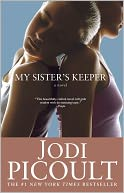 MY SISTER'S KEEPER
a novel
JODI
PICOULT
THE #1 NEW YORK TIMES BESTSELLER